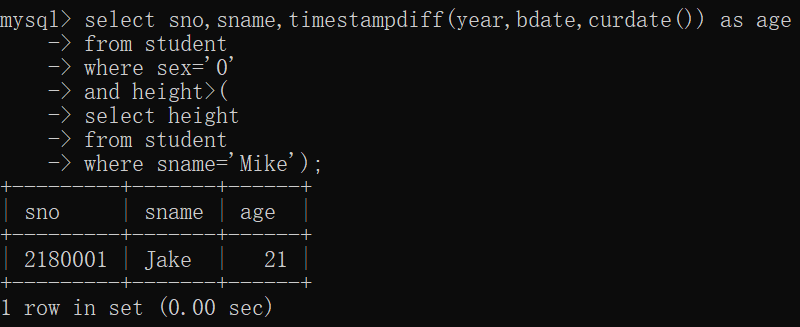 mysql> select sno,sname,timestampdiff(year,bdate,curdate()) as age
    -> from student
    -> where sex='0'
    -> and height>(
    -> select height
    -> from student
    -> where sname='Mike');
+---------+-------+------+
| sno     | sname | age  |
+---------+-------+------+
| 2180001 | Jake  |   21 |
+---------+-------+------+
1 row in set (0.00 sec)